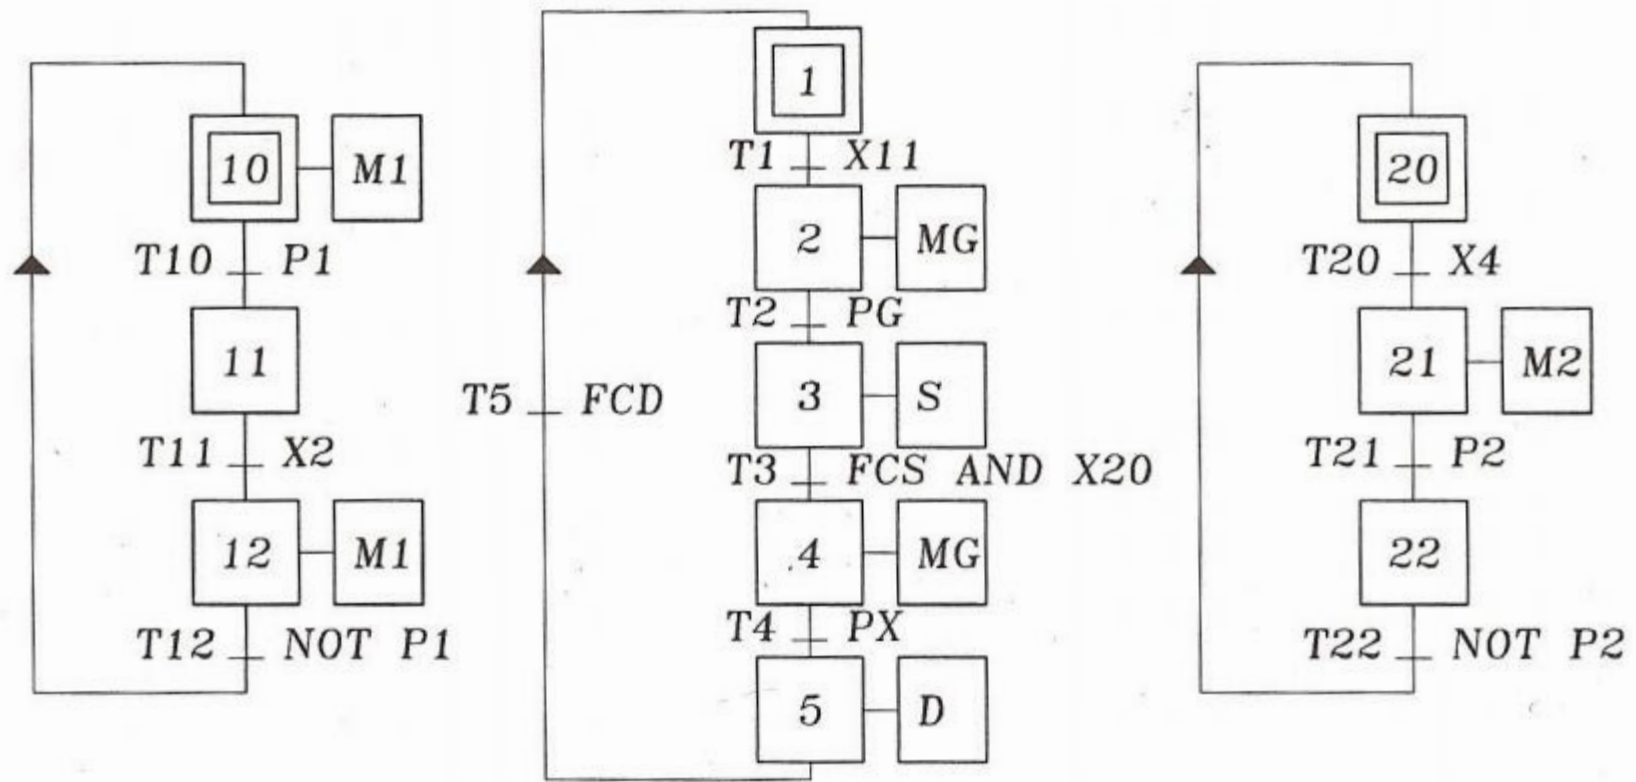 10 M1
T10 P1
11
T11 X2
12 M1
T12 NOT P1
1
T1 X11
2 MG
T2 PG
3 S
T3 FCS AND X20
4 MG
T4 PX
5 D
T5 FCD
20
T20 X4
21 M2
T21 P2
22
T22 NOT P2